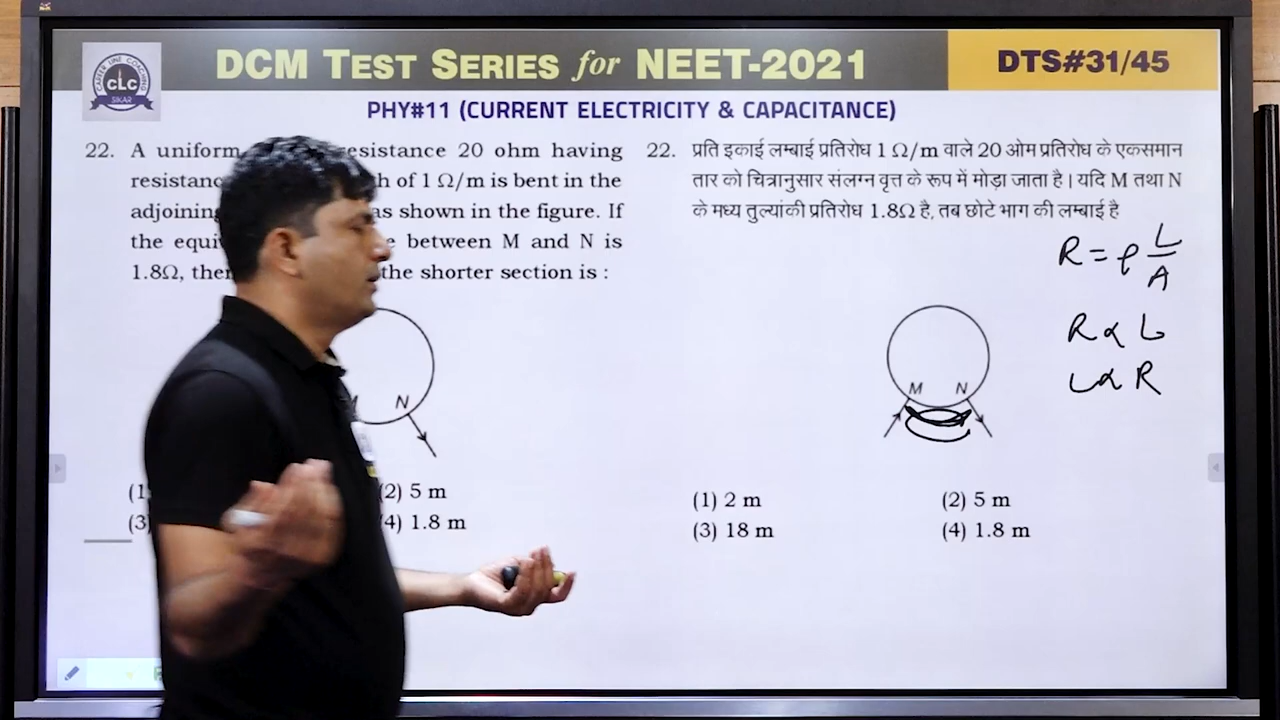 DCM TEST SERIES for NEET-2021
DTS#31/45
CAREER LINE COACHING
CLC
SIKAR
PHY#11 (CURRENT ELECTRICITY & CAPACITANCE)
22. A uniform resistance 20 ohm having
h of 1 Ω/m is bent in the
adjoining as shown in the figure. If
the between M and N is
1.8Ω, the shorter section is :
N
(2) 5 m
(4) 1.8 m
22. प्रति इकाई लम्बाई प्रतिरोध 1 Ω/m वाले 20 ओम प्रतिरोध के एकसमान
तार को चित्रानुसार संलग्न वृत्त के रूप में मोड़ा जाता है। यदि M तथा N
के मध्य तुल्यांकी प्रतिरोध 1.8Ω है, तब छोटे भाग की लम्बाई है
R = ρ L/A
R α L
L α R
M N
(1) 2 m (2) 5 m
(3) 18 m (4) 1.8 m